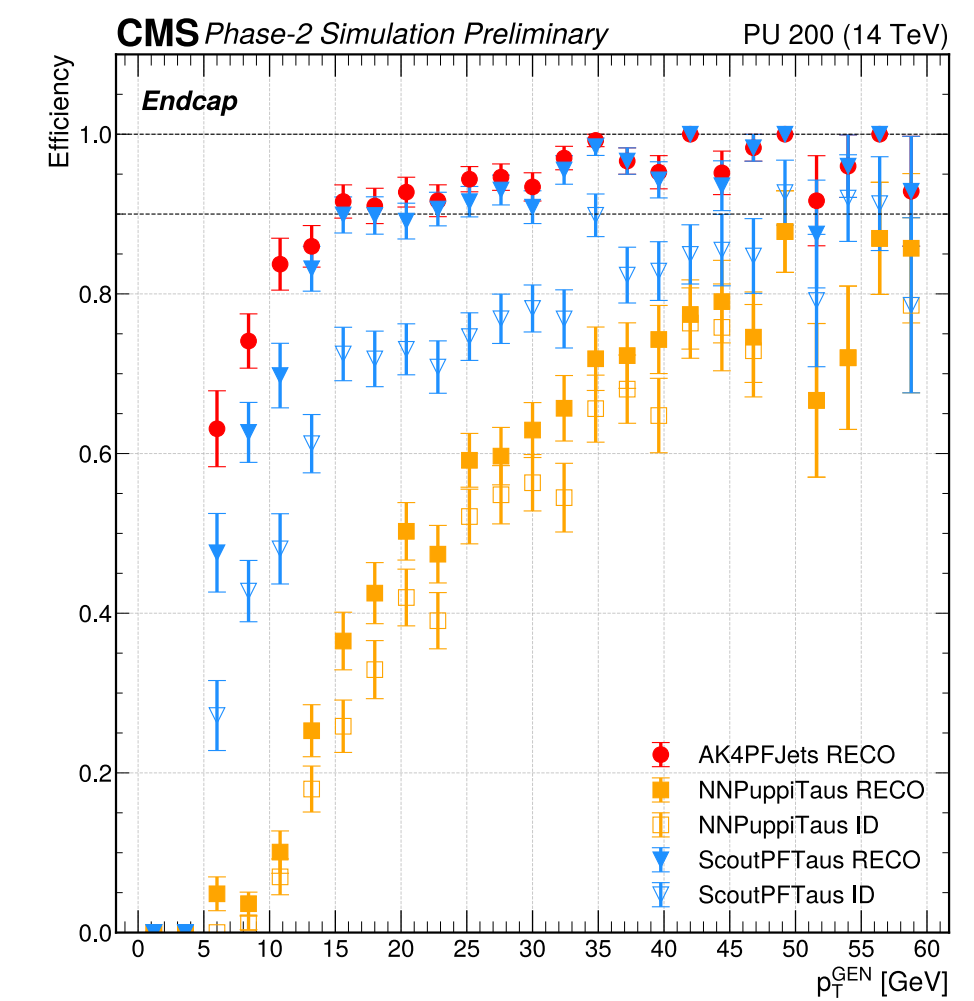 CMS Phase-2 Simulation Preliminary PU 200 (14 TeV)
Efficiency
Endcap
1.0
0.8
0.6
0.4
0.2
0.0
AK4PFJets RECO
NNPuppiTaus RECO
NNPuppiTaus ID
ScoutPFTaus RECO
ScoutPFTaus ID
0 5 10 15 20 25 30 35 40 45 50 55 60
p_T^GEN [GeV]